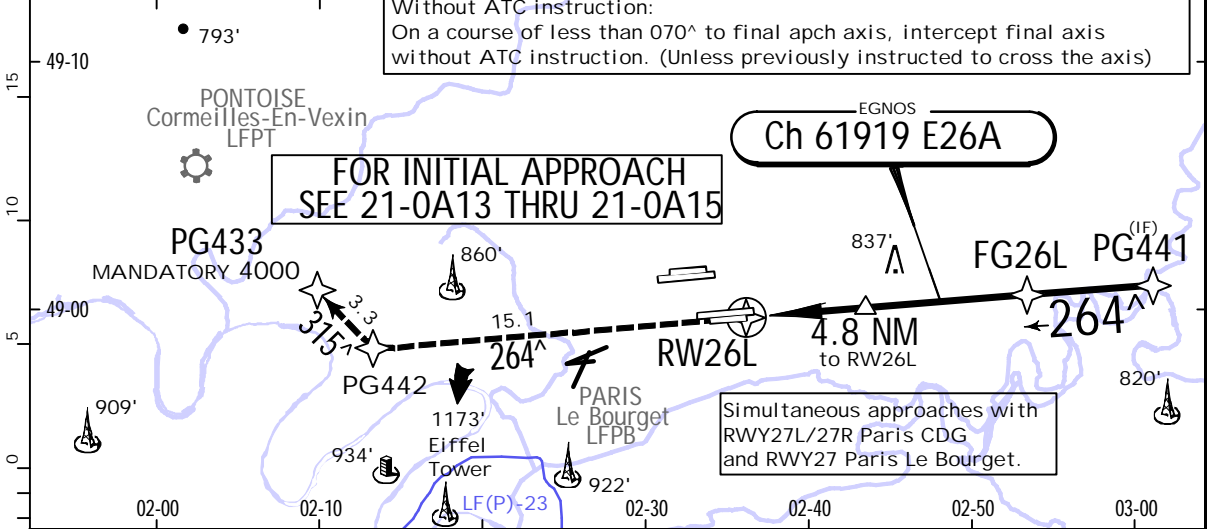 Without ATC instruction:
On a course of less than 070^ to final apch axis, intercept final axis
without ATC instruction. (Unless previously instructed to cross the axis)
793'
49-10
15
PONTOISE
Cormeilles-En-Vexin
LFPT
EGNOS
Ch 61919 E26A
FOR INITIAL APPROACH
SEE 21-0A13 THRU 21-0A15
10
PG433
MANDATORY 4000
860'
837'
FG26L
(IF)
PG441
49-00
3.3
315^
15.1
264^
RW26L
4.8 NM
to RW26L
264^
5
PG442
PARIS
Le Bourget
LFPB
820'
909'
1173'
Eiffel
Tower
934'
922'
LF(P)-23
Simultaneous approaches with
RWY27L/27R Paris CDG
and RWY27 Paris Le Bourget.
0
02-00
02-10
02-30
02-40
02-50
03-00